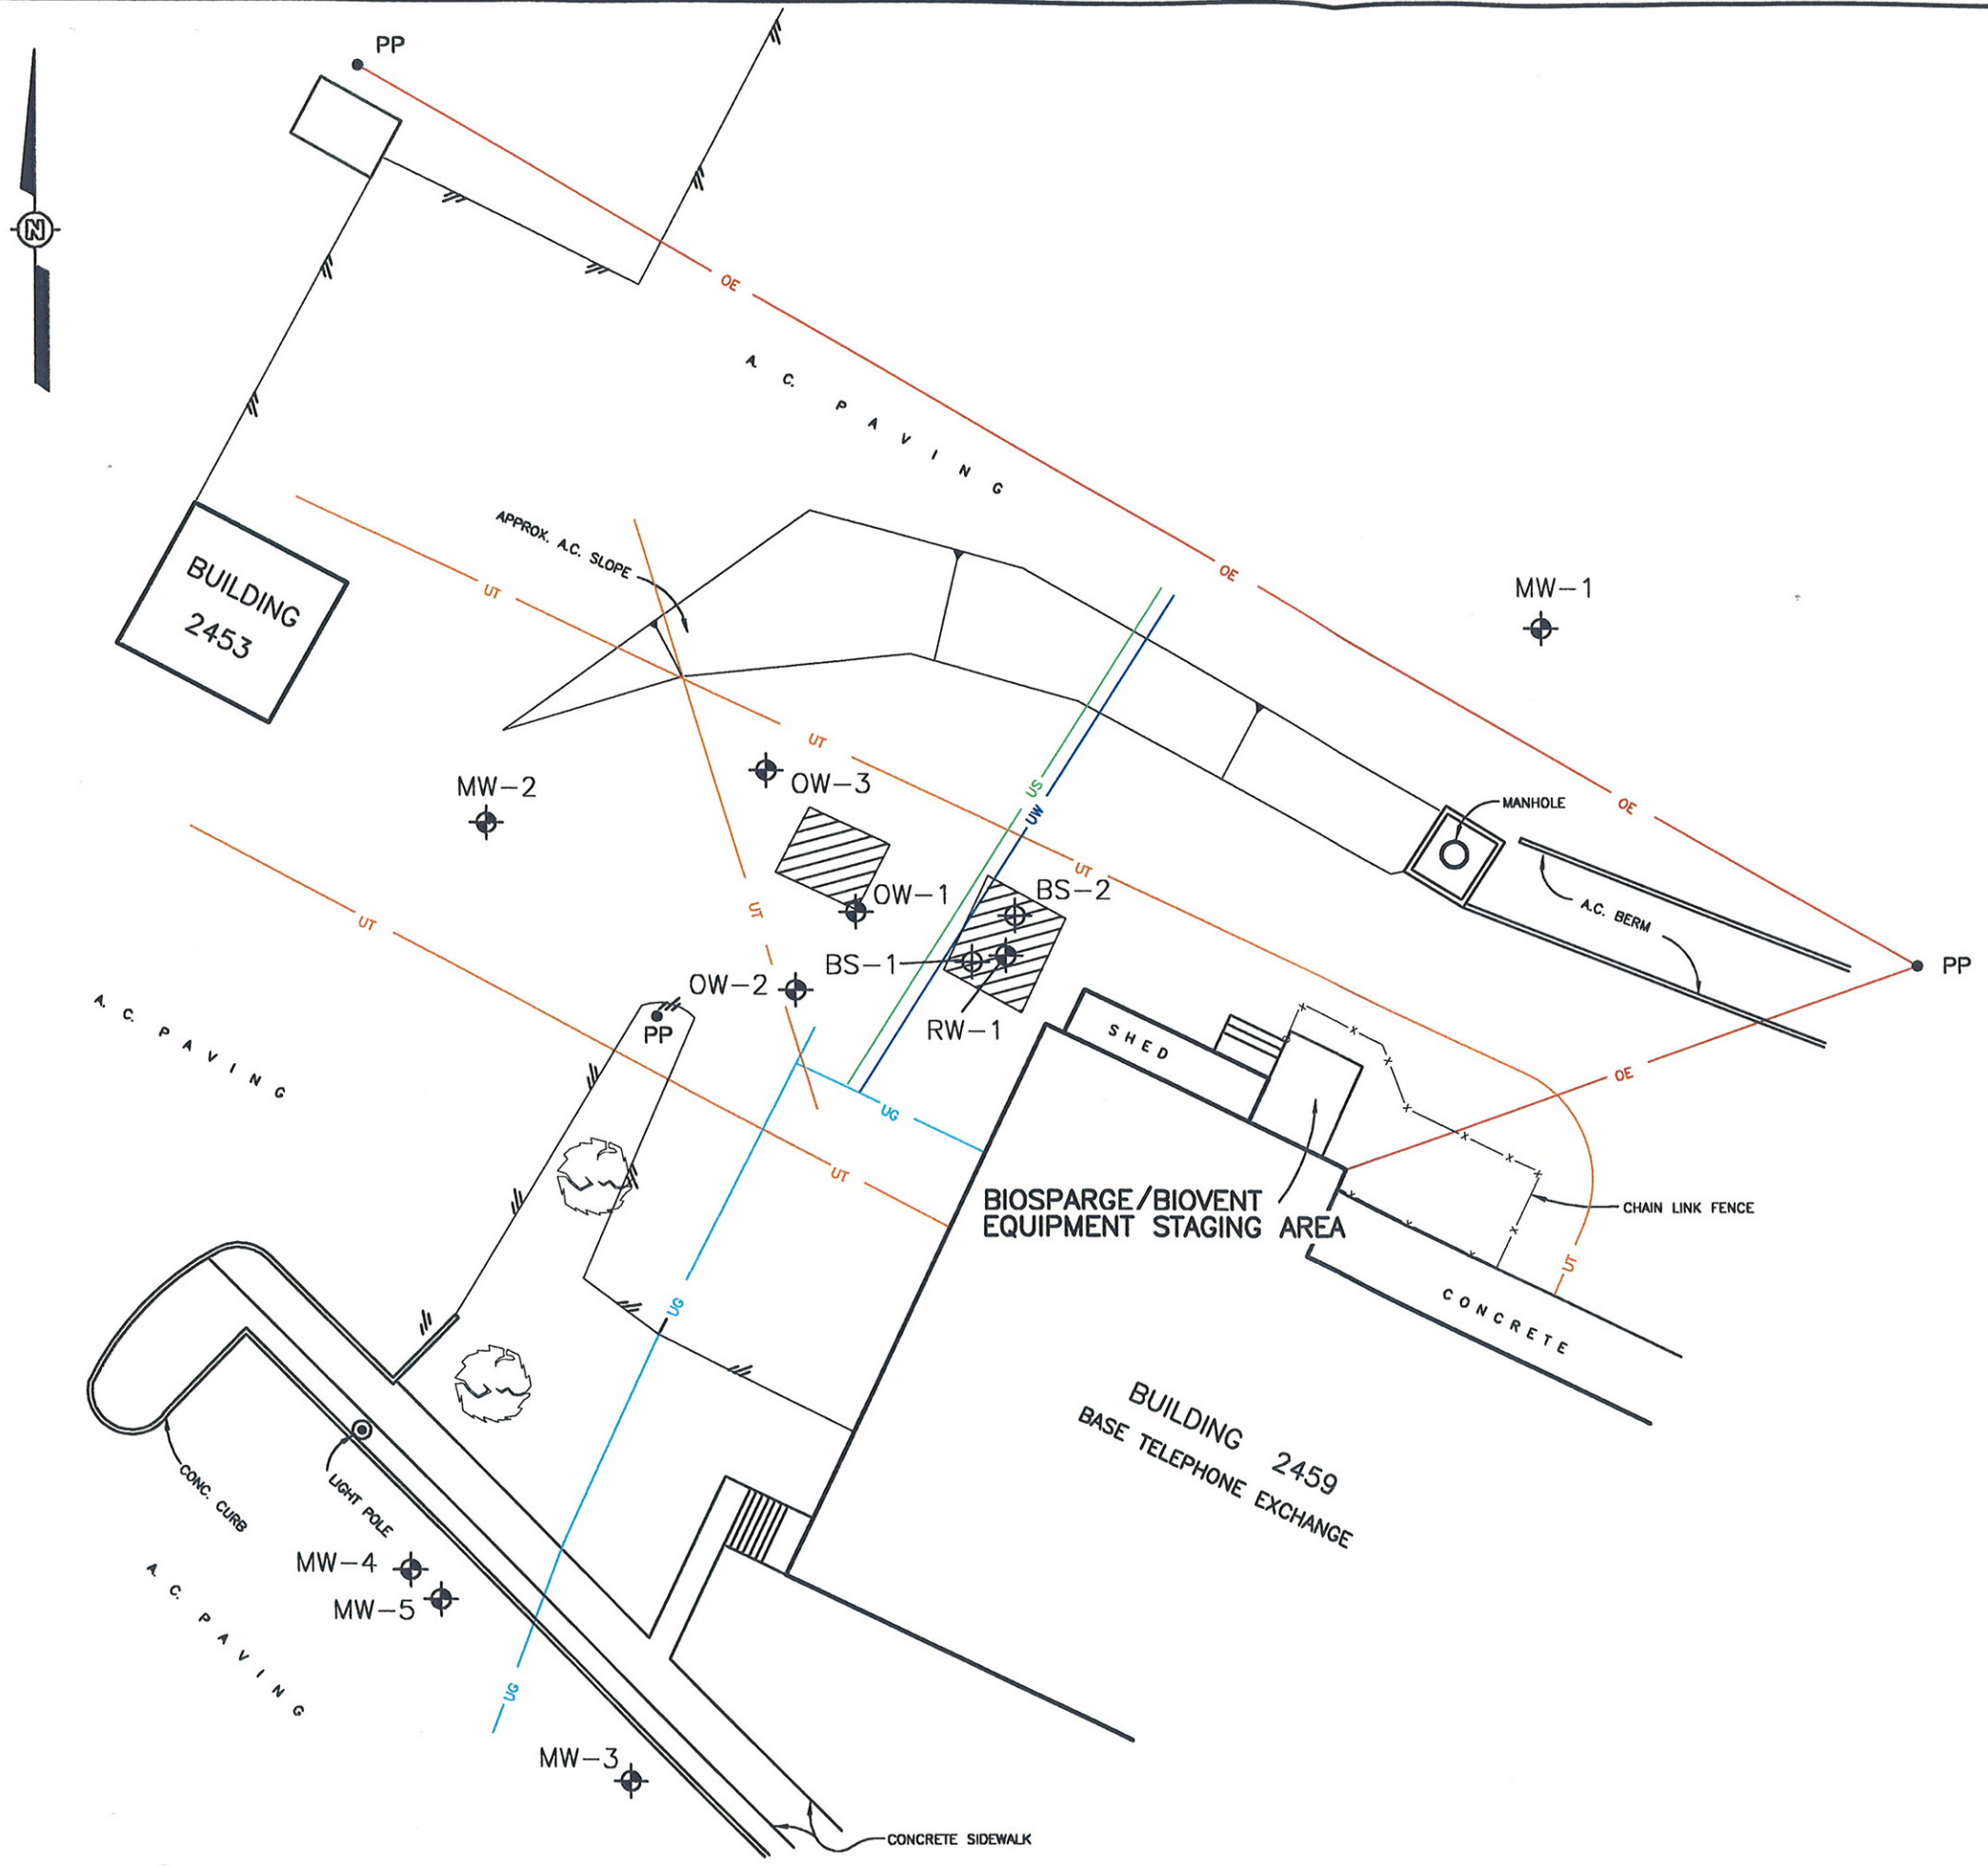 PP
N
OE
A. C. PAVING
APPROX. A.C. SLOPE
OE
MW-1
BUILDING
2453
UT
UT
OW-3
MW-2
US
UW
OE
MANHOLE
UT
BS-2
OW-1
UT
UT
A.C. BERM
BS-1
OW-2
PP
PP
RW-1
SHED
A. C. PAVING
UG
OE
UT
BIOSPARGE/BIOVENT
EQUIPMENT STAGING AREA
CHAIN LINK FENCE
UT
UG
CONCRETE
BUILDING 2459
BASE TELEPHONE EXCHANGE
CONC. CURB
LIGHT POLE
MW-4
MW-5
A. C. PAVING
UG
MW-3
CONCRETE SIDEWALK